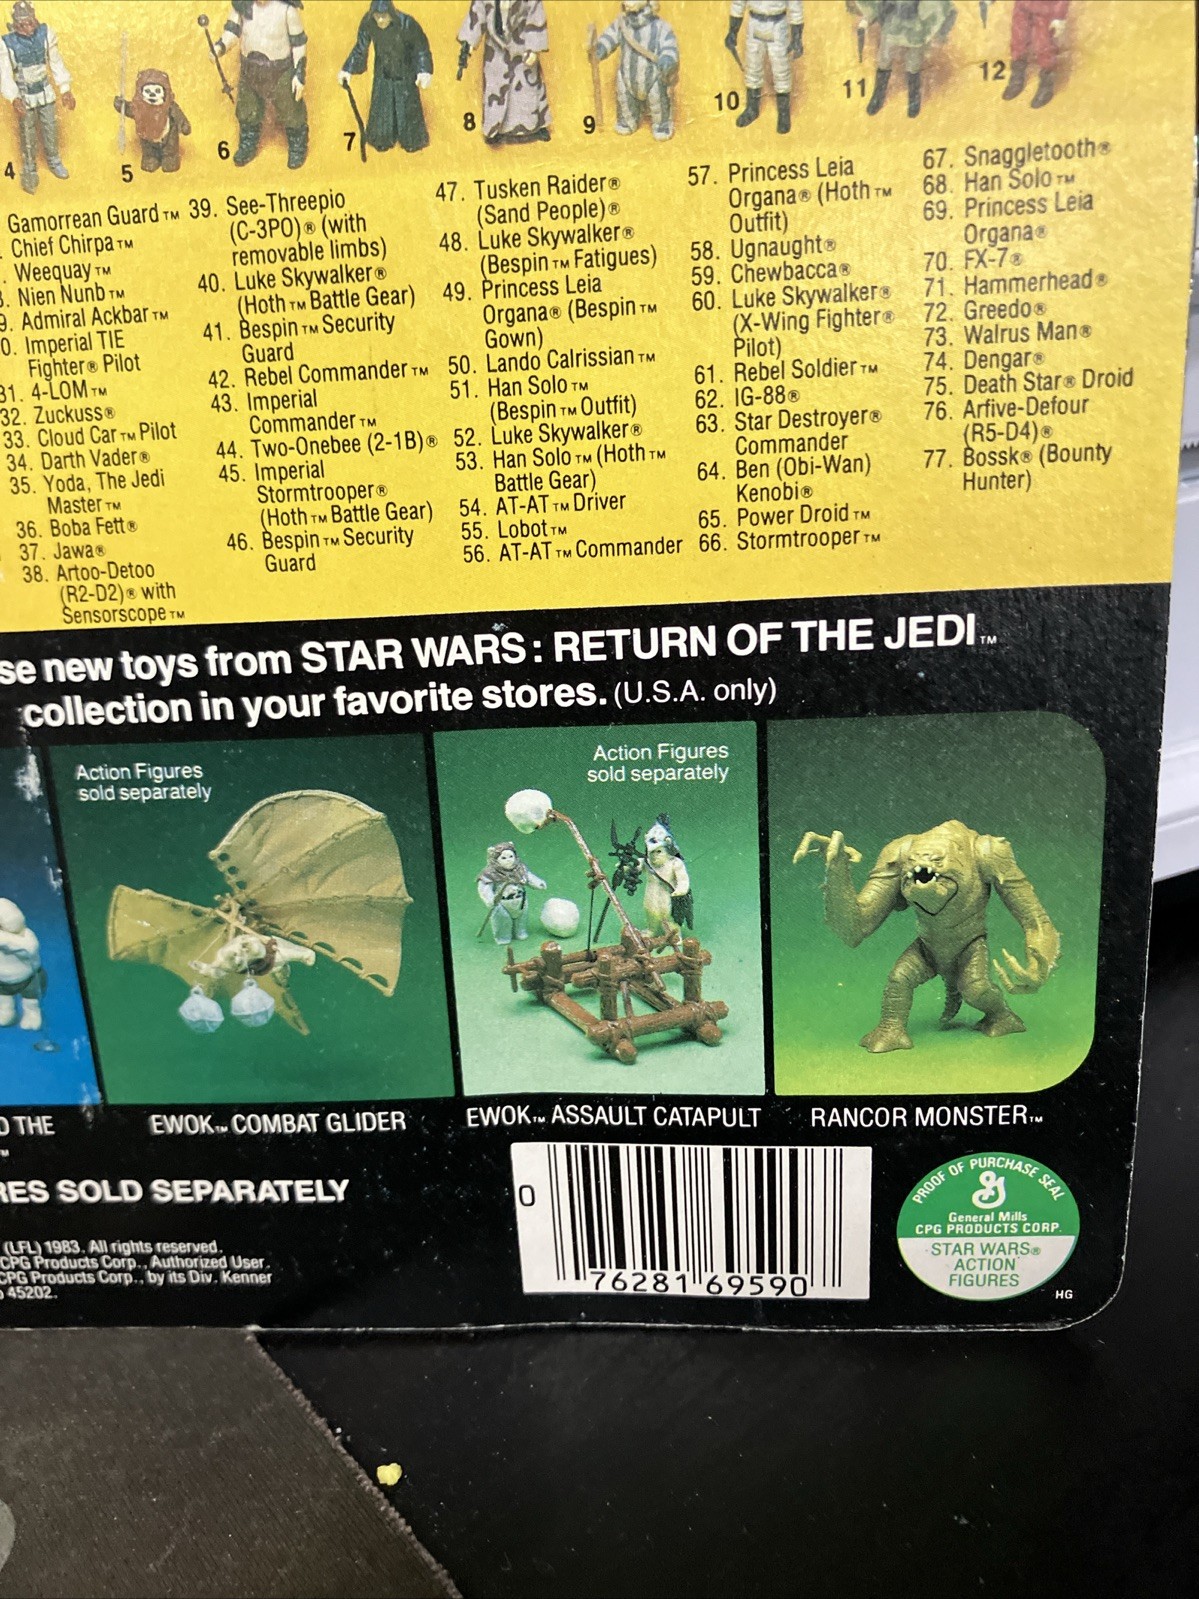 4
5
6
7
8
9
10
11
12
Gamorrean Guard™
Chief Chirpa™
Weequay™
Nien Nunb™
9. Admiral Ackbar™
0. Imperial TIE
Fighter® Pilot
31. 4-LOM™
32. Zuckuss®
33. Cloud Car™ Pilot
34. Darth Vader®
35. Yoda, The Jedi
Master™
36. Boba Fett®
37. Jawa®
38. Artoo-Detoo
(R2-D2)® with
Sensorscope™
39. See-Threepio
(C-3PO)® (with
removable limbs)
40. Luke Skywalker®
(Hoth™ Battle Gear)
41. Bespin™ Security
Guard
42. Rebel Commander™
43. Imperial
Commander™
44. Two-Onebee (2-1B)®
45. Imperial
Stormtrooper®
(Hoth™ Battle Gear)
46. Bespin™ Security
Guard
47. Tusken Raider®
(Sand People)®
48. Luke Skywalker®
(Bespin™ Fatigues)
49. Princess Leia
Organa® (Bespin™
Gown)
50. Lando Calrissian™
51. Han Solo™
(Bespin™ Outfit)
52. Luke Skywalker®
53. Han Solo™ (Hoth™
Battle Gear)
54. AT-AT™ Driver
55. Lobot™
56. AT-AT™ Commander
57. Princess Leia
Organa® (Hoth™
Outfit)
58. Ugnaught®
59. Chewbacca®
60. Luke Skywalker®
(X-Wing Fighter®
Pilot)
61. Rebel Soldier™
62. IG-88®
63. Star Destroyer®
Commander
64. Ben (Obi-Wan)
Kenobi®
65. Power Droid™
66. Stormtrooper™
67. Snaggletooth®
68. Han Solo™
69. Princess Leia
Organa®
70. FX-7®
71. Hammerhead®
72. Greedo®
73. Walrus Man®
74. Dengar®
75. Death Star® Droid
76. Arfive-Defour
(R5-D4)®
77. Bossk® (Bounty
Hunter)
se new toys from STAR WARS: RETURN OF THE JEDI™
collection in your favorite stores. (U.S.A. only)
Action Figures
sold separately
Action Figures
sold separately
THE
™
EWOK™ COMBAT GLIDER
EWOK™ ASSAULT CATAPULT
RANCOR MONSTER™
RES SOLD SEPARATELY
(LFL) 1983. All rights reserved.
CPG Products Corp., Authorized User.
CPG Products Corp., by its Div. Kenner
45202.
0
76281 69590
PROOF OF PURCHASE SEAL
General Mills
CPG PRODUCTS CORP.
STAR WARS®
ACTION
FIGURES
HG